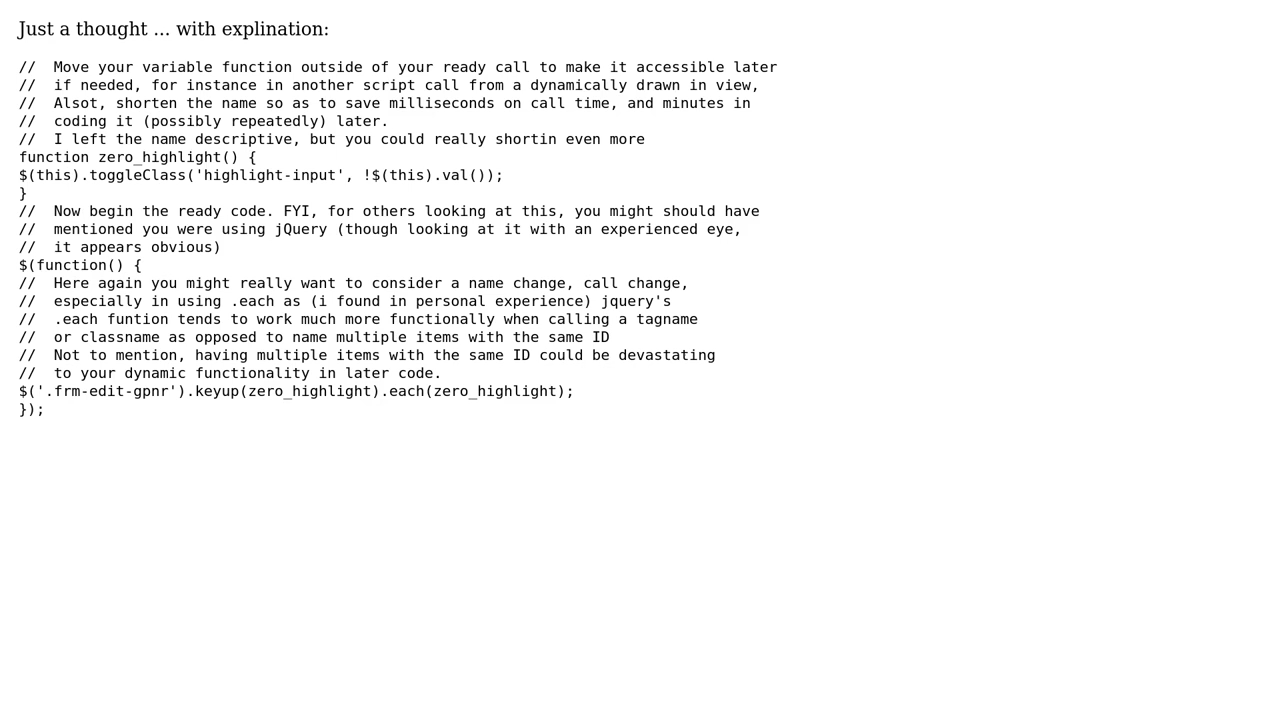 Just a thought ... with explination:
//  Move your variable function outside of your ready call to make it accessible later
//  if needed, for instance in another script call from a dynamically drawn in view,
//  Alsot, shorten the name so as to save milliseconds on call time, and minutes in
//  coding it (possibly repeatedly) later.
//  I left the name descriptive, but you could really shortin even more
function zero_highlight() {
$(this).toggleClass('highlight-input', !$(this).val());
}
//  Now begin the ready code. FYI, for others looking at this, you might should have
//  mentioned you were using jQuery (though looking at it with an experienced eye,
//  it appears obvious)
$(function() {
//  Here again you might really want to consider a name change, call change,
//  especially in using .each as (i found in personal experience) jquery's
//  .each funtion tends to work much more functionally when calling a tagname
//  or classname as opposed to name multiple items with the same ID
//  Not to mention, having multiple items with the same ID could be devastating
//  to your dynamic functionality in later code.
$('.frm-edit-gpnr').keyup(zero_highlight).each(zero_highlight);
});